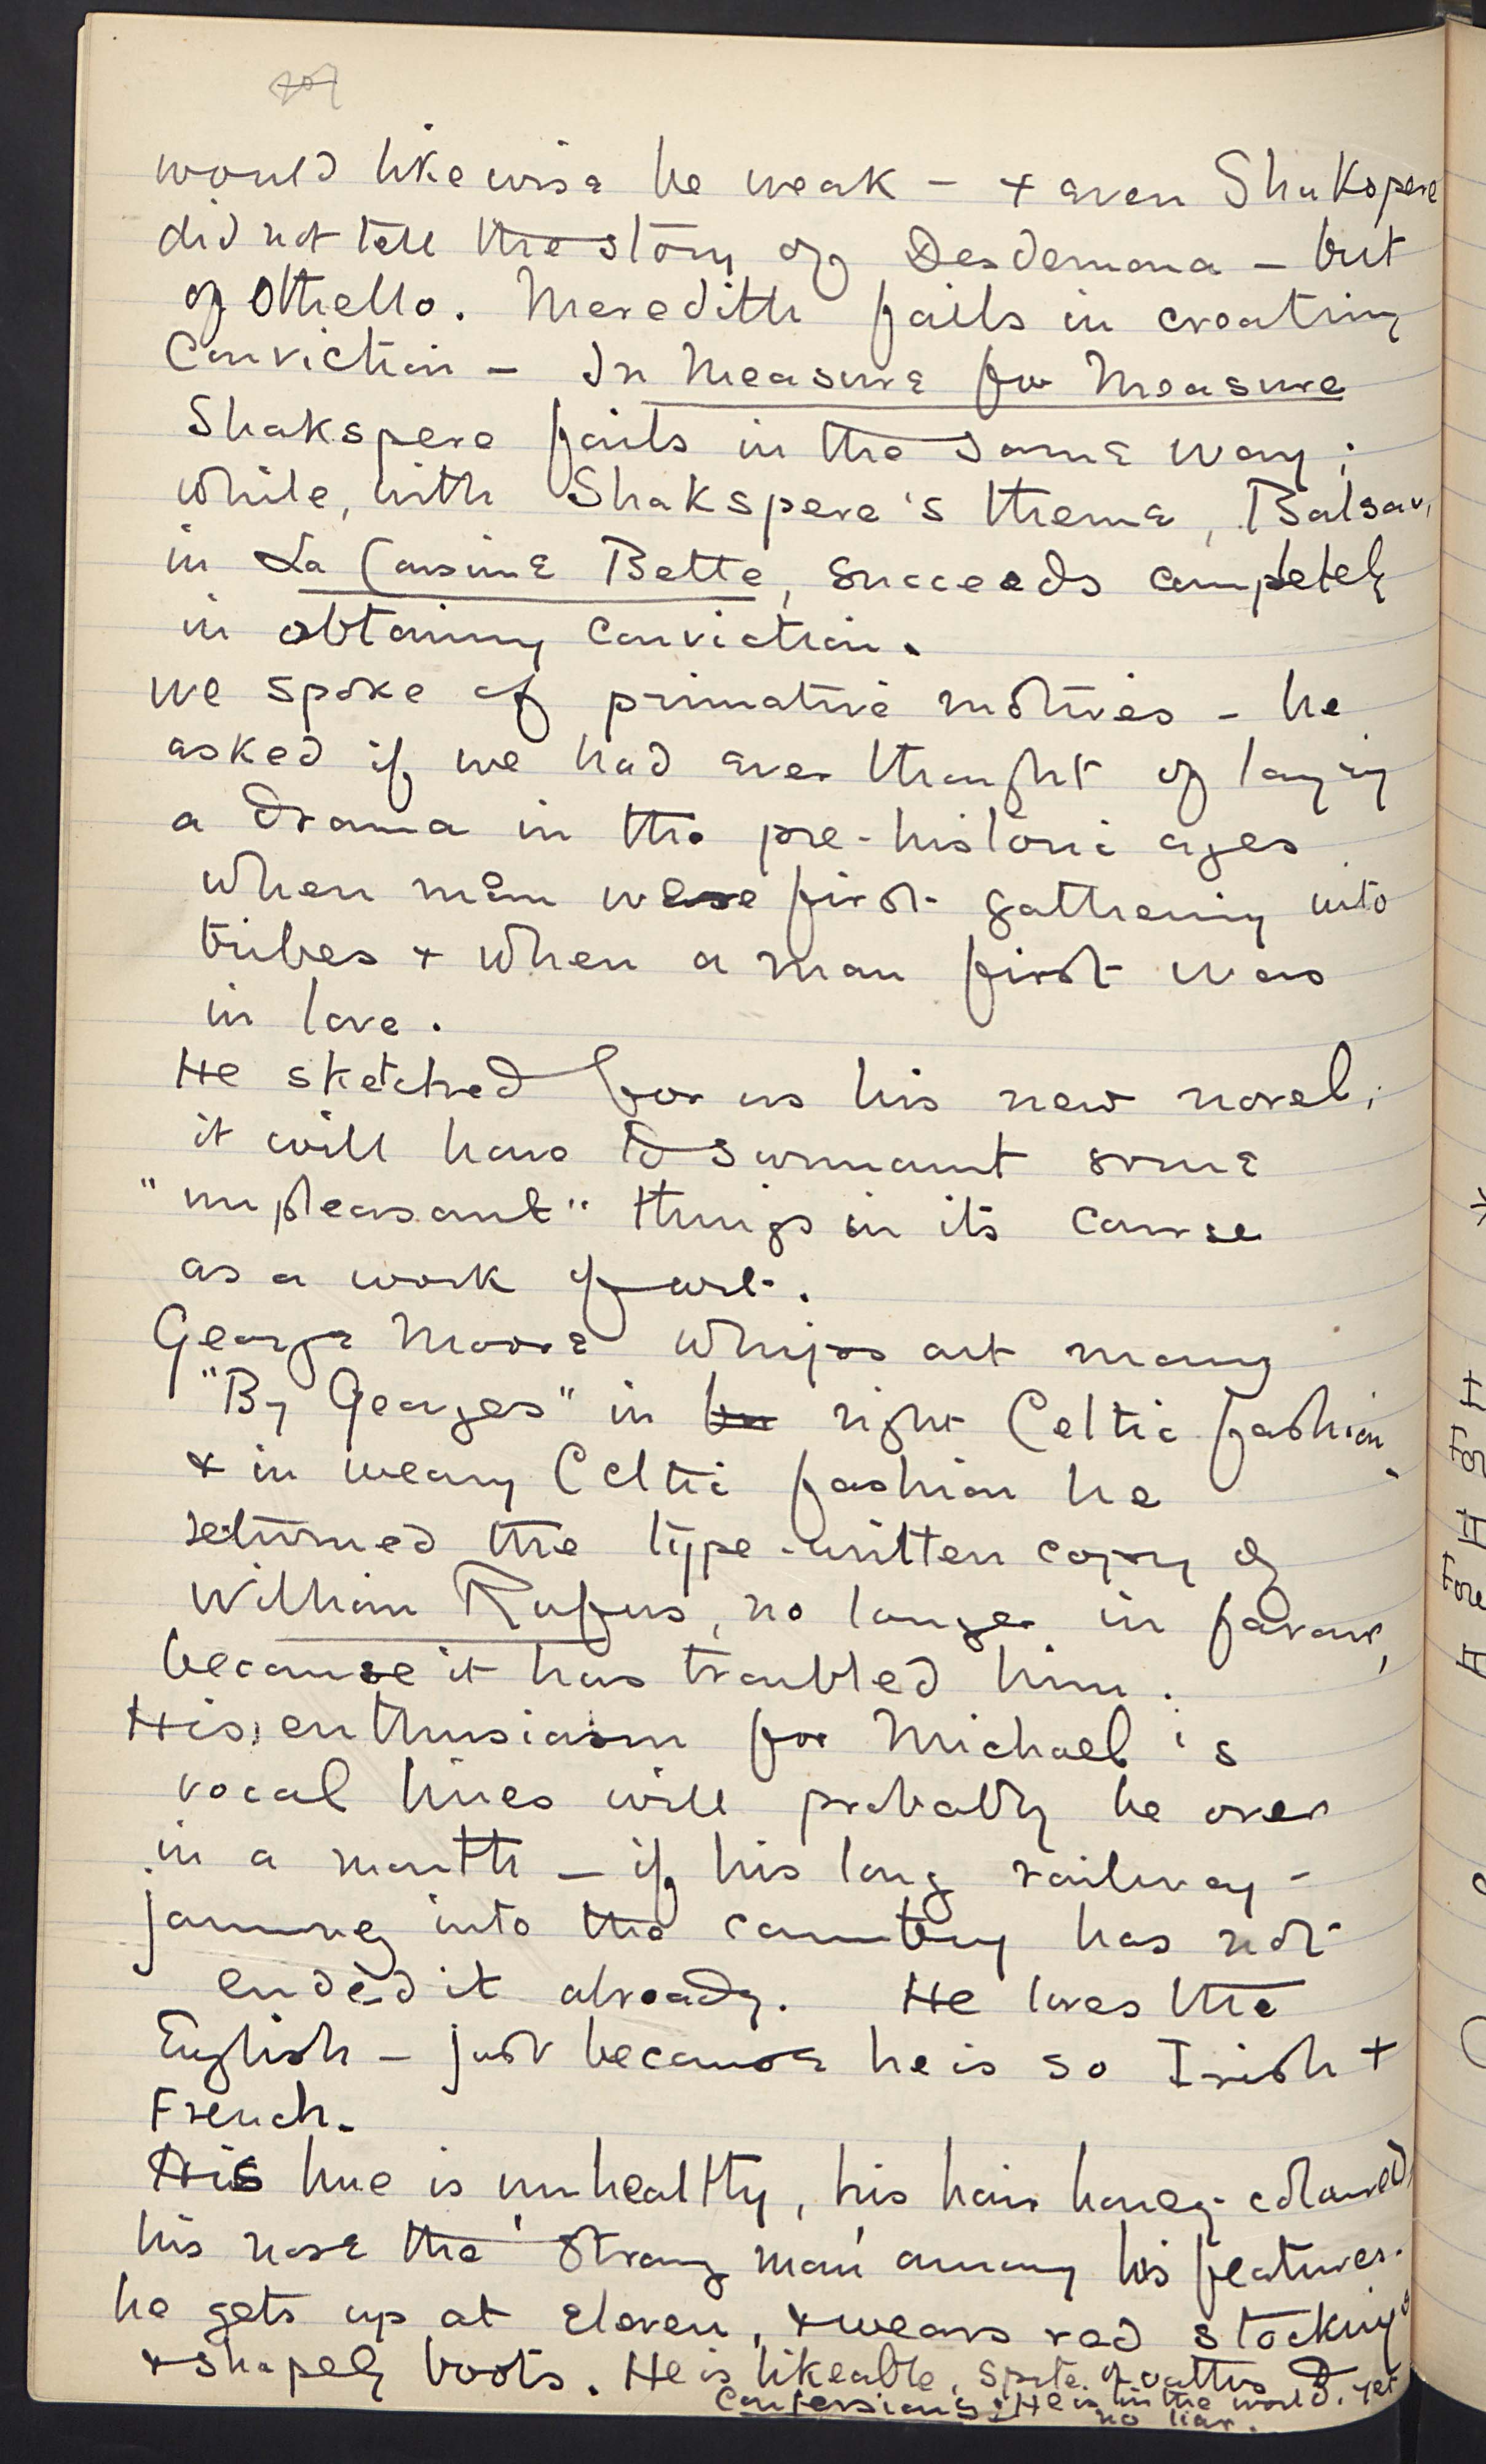 would likewise be weak – + even Shakspere
did not tell the story of Desdemona – but
of Othello. Meredith fails in creating
Conviction – In Measure for Measure
Shakspere fails in the same way;
while, with Shakspere's theme, Balsac,
in La Cousine Bette, succeeds completely
in obtaining conviction.
we spoke of primative motives – he
asked if we had ever thought of laying
a drama in the pre-historic ages
when men were first gathering into
tribes + when a man first was
in love.
He sketched for us his new novel;
it will have to surmount some
"unpleasant" things in its course
as a work of art.
George Moore whips out many
"By Georges" in right Celtic fashion
+ in weary Celtic fashion he
returned the type-written copy of
William Rufus, no longer in favour,
because it has troubled him.
His enthusiasm for Michael's
vocal lines will probably be over
in a month – if his long railway-
journey into the country has not
ended it already. He loves the
English – just because he is so Irish +
French.
His hue is unhealthy, his hair honey-coloured,
his nose the 'strong man' among his features.
he gets up at eleven, + wears red stockings
+ shapely boots. He is likeable, spite of
Confessions: He is in the world, yet
no liar.